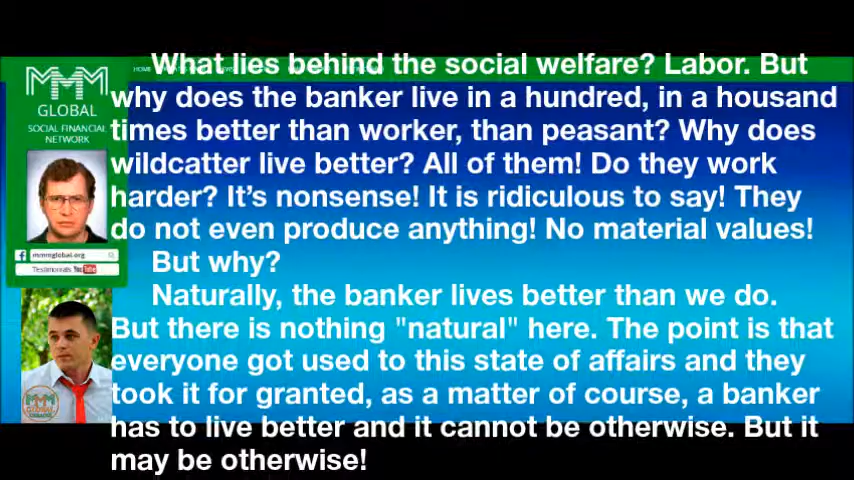 What lies behind the social welfare? Labor. But
why does the banker live in a hundred, in a housand
times better than worker, than peasant? Why does
wildcatter live better? All of them! Do they work
harder? It's nonsense! It is ridiculous to say! They
do not even produce anything! No material values!
But why?
Naturally, the banker lives better than we do.
But there is nothing "natural" here. The point is that
everyone got used to this state of affairs and they
took it for granted, as a matter of course, a banker
has to live better and it cannot be otherwise. But it
may be otherwise!
HOME
MMM
GLOBAL
SOCIAL FINANCIAL
NETWORK
mmmglobal.org
Testimonials YouTube
MMM
GLOBAL